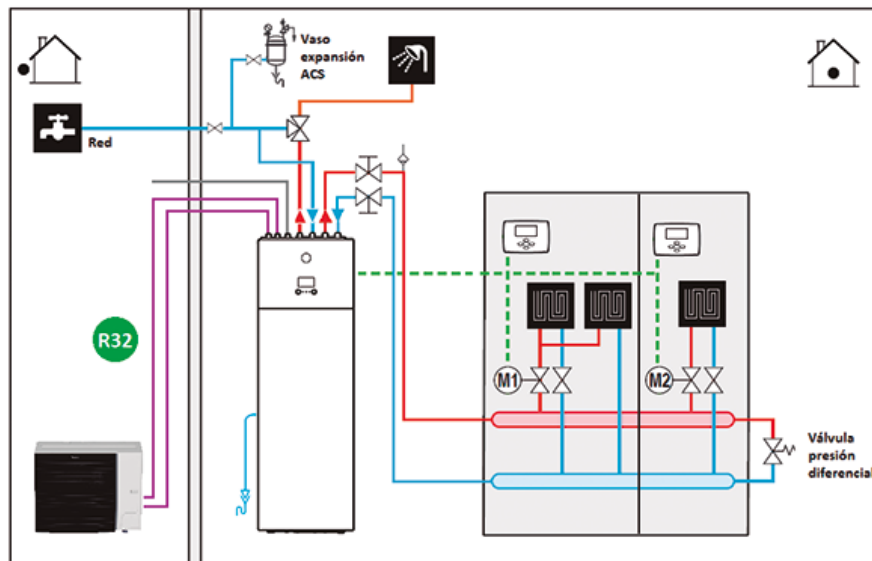 Vaso
expansión
ACS
Red
R32
M1
M2
Válvula
presión
diferencial